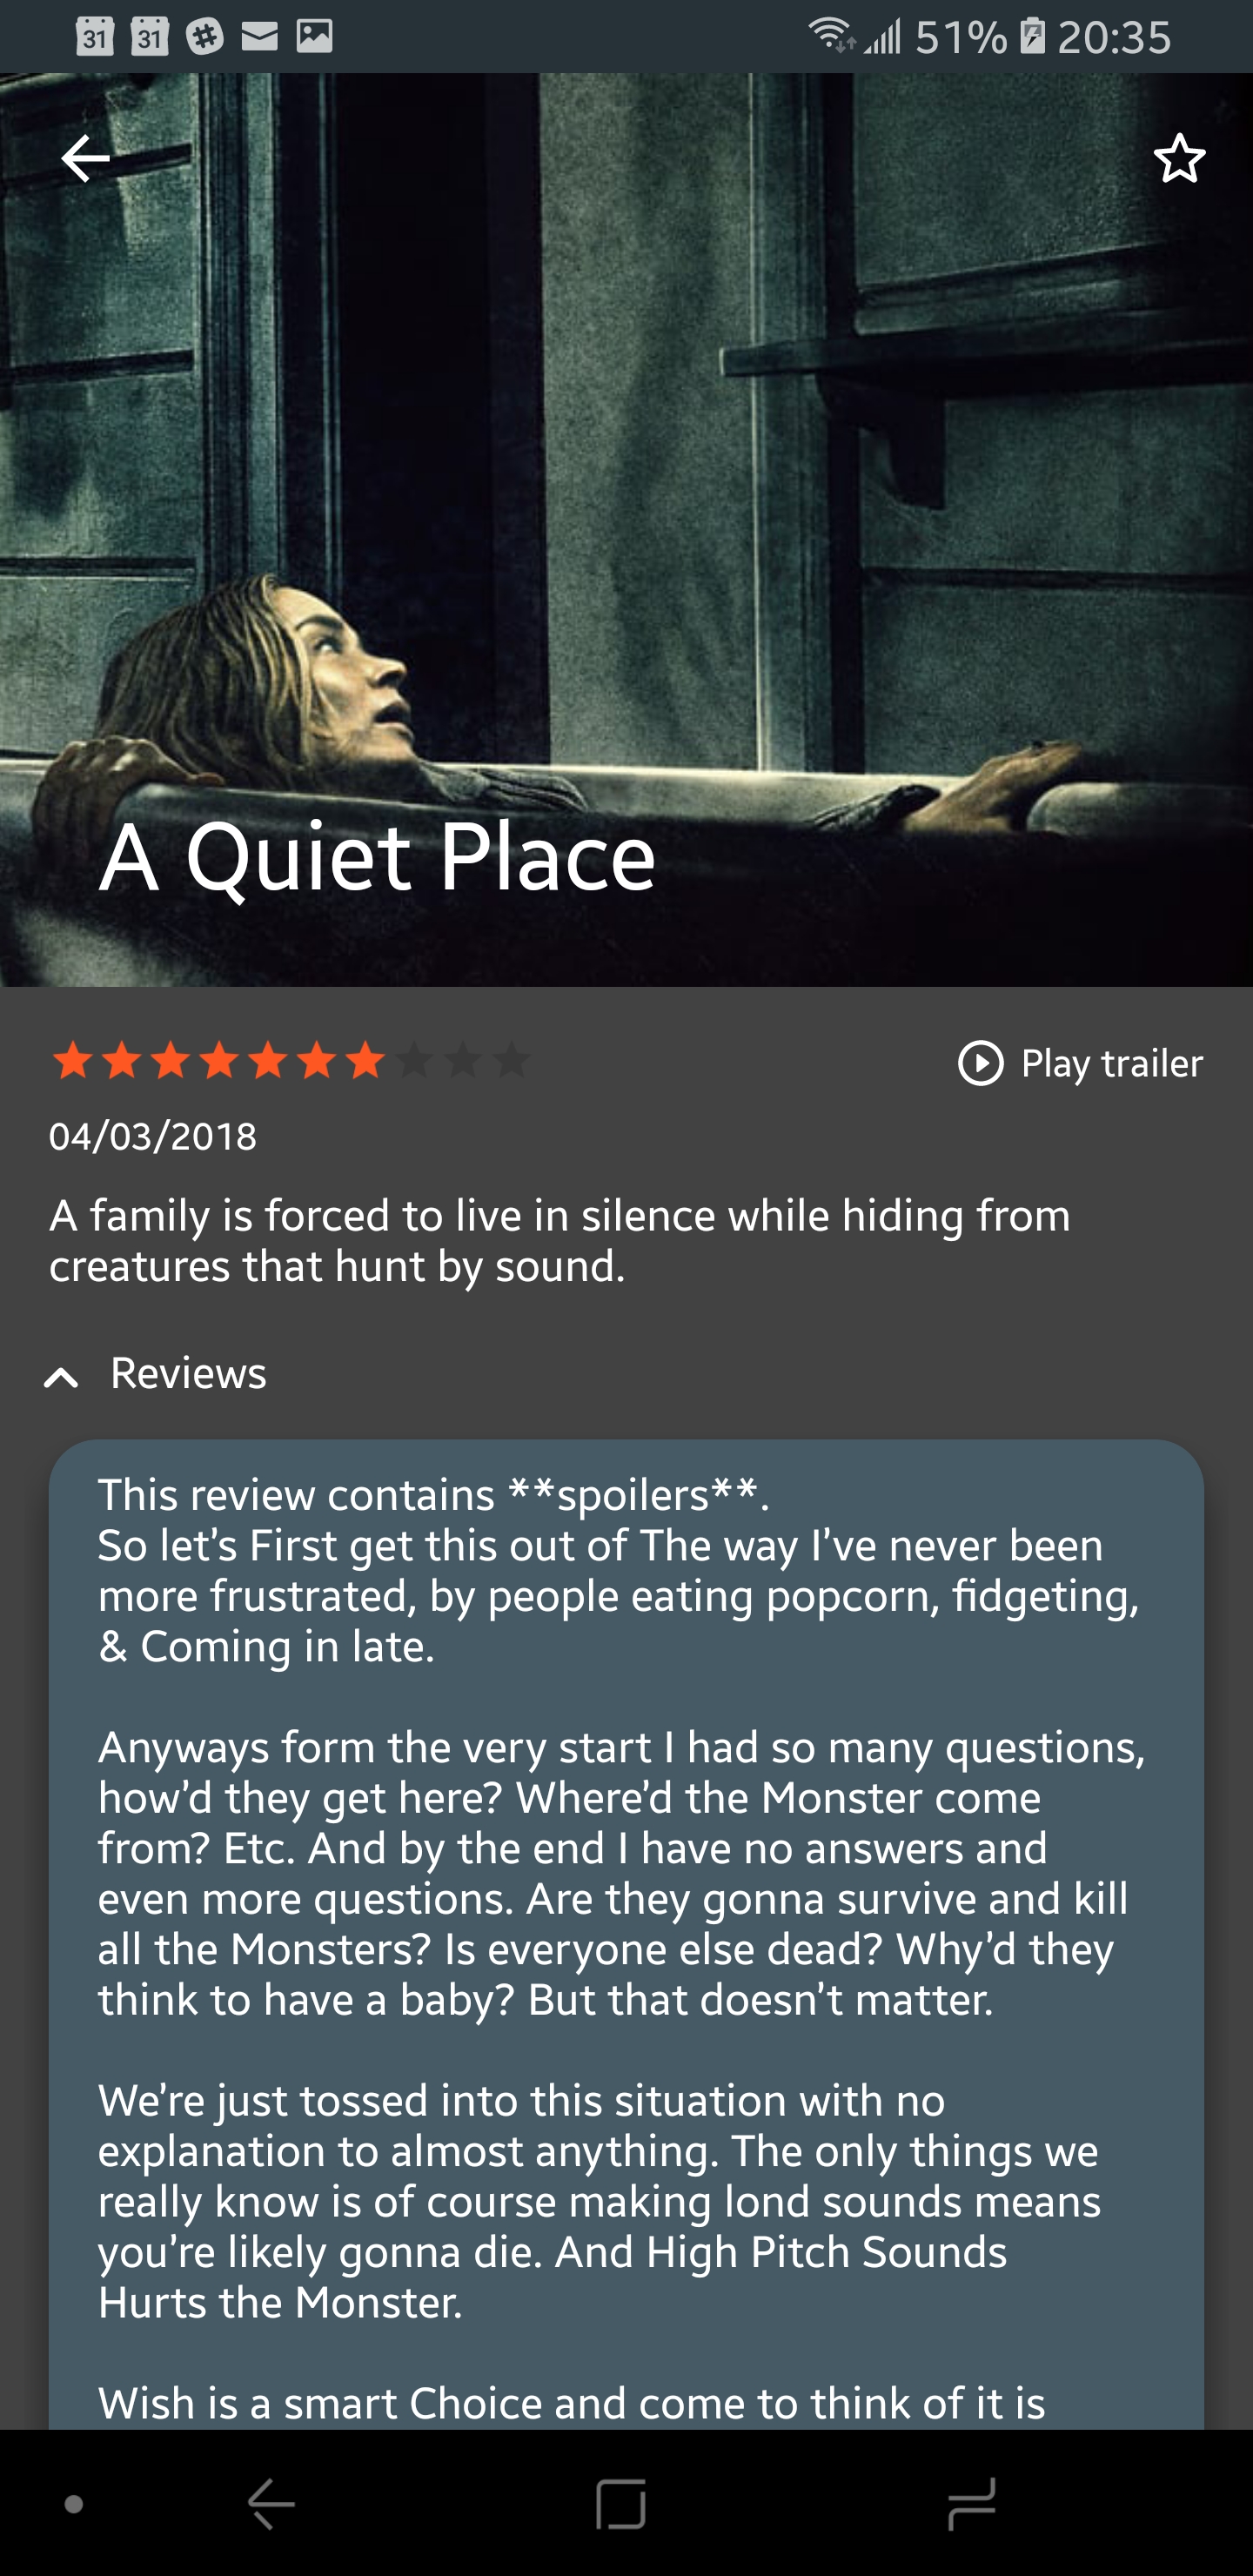 31 31 51% 20:35
A Quiet Place
Play trailer
04/03/2018
A family is forced to live in silence while hiding from
creatures that hunt by sound.
Reviews
This review contains **spoilers**.
So let's First get this out of The way I've never been
more frustrated, by people eating popcorn, fidgeting,
& Coming in late.
Anyways form the very start I had so many questions,
how'd they get here? Where'd the Monster come
from? Etc. And by the end I have no answers and
even more questions. Are they gonna survive and kill
all the Monsters? Is everyone else dead? Why'd they
think to have a baby? But that doesn't matter.
We're just tossed into this situation with no
explanation to almost anything. The only things we
really know is of course making lond sounds means
you're likely gonna die. And High Pitch Sounds
Hurts the Monster.
Wish is a smart Choice and come to think of it is